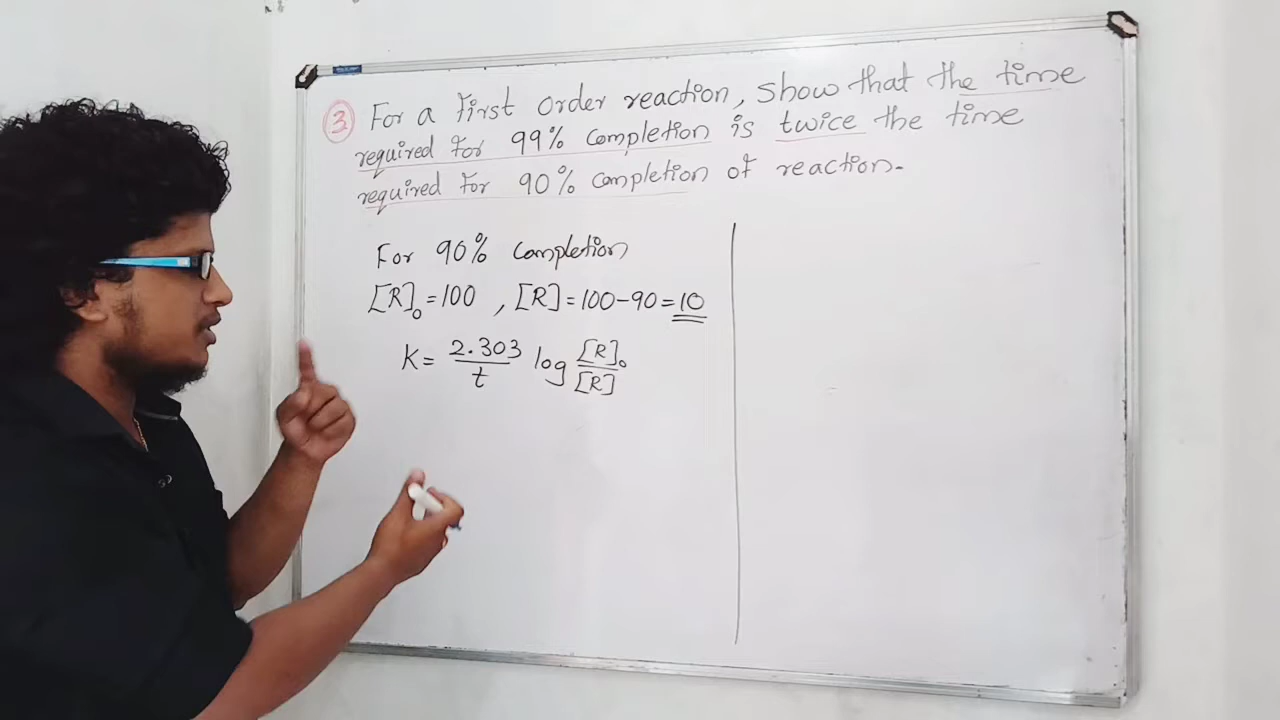 3 For a first order reaction, show that the time
required for 99% completion is twice the time
required for 90% completion of reaction.
For 90% completion
[R]₀ = 100 , [R] = 100-90 = 10
K = 2.303/t log [R]₀/[R]